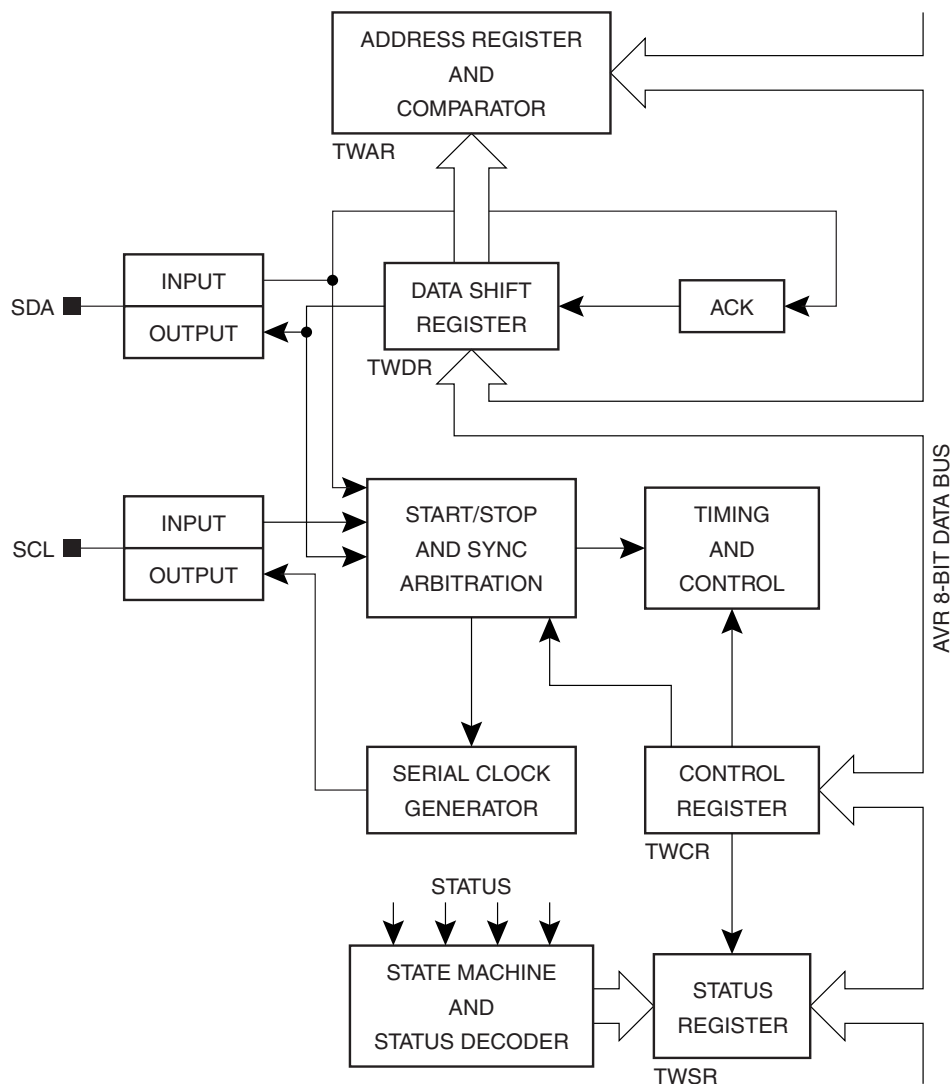 ADDRESS REGISTER
AND
COMPARATOR
TWAR
INPUT
SDA
OUTPUT
DATA SHIFT
REGISTER
TWDR
ACK
AVR 8-BIT DATA BUS
INPUT
SCL
OUTPUT
START/STOP
AND SYNC
ARBITRATION
TIMING
AND
CONTROL
SERIAL CLOCK
GENERATOR
CONTROL
REGISTER
TWCR
STATUS
STATE MACHINE
AND
STATUS DECODER
STATUS
REGISTER
TWSR